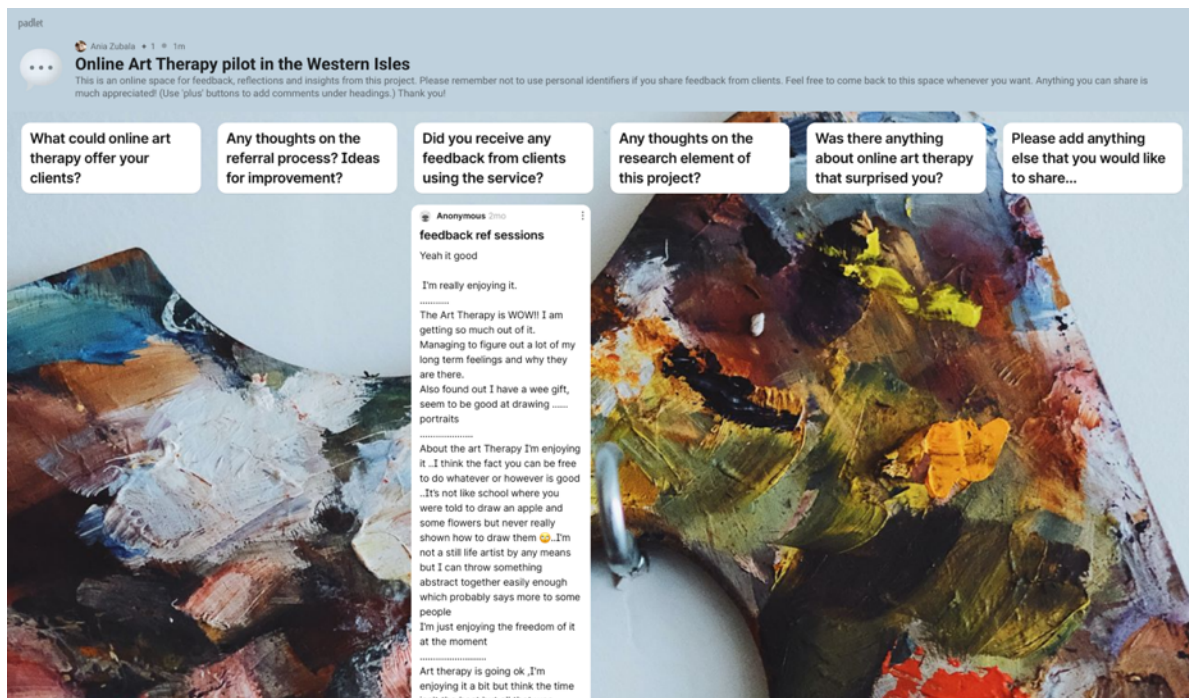 padlet
Ania Zubala + 1 1m
Online Art Therapy pilot in the Western Isles
This is an online space for feedback, reflections and insights from this project. Please remember not to use personal identifiers if you share feedback from clients. Feel free to come back to this space whenever you want. Anything you can share is
much appreciated! (Use 'plus' buttons to add comments under headings.) Thank you!
What could online art
therapy offer your
clients?
Any thoughts on the
referral process? Ideas
for improvement?
Did you receive any
feedback from clients
using the service?
Any thoughts on the
research element of
this project?
Was there anything
about online art therapy
that surprised you?
Please add anything
else that you would like
to share...
Anonymous 2mo
feedback ref sessions
Yeah it good
I'm really enjoying it.
............
The Art Therapy is WOW!! I am
getting so much out of it.
Managing to figure out a lot of my
long term feelings and why they
are there.
Also found out I have a wee gift,
seem to be good at drawing ......
portraits
......................
About the art Therapy I'm enjoying
it ..I think the fact you can be free
to do whatever or however is good
..It's not like school where you
were told to draw an apple and
some flowers but never really
shown how to draw them 😄..I'm
not a still life artist by any means
but I can throw something
abstract together easily enough
which probably says more to some
people
I'm just enjoying the freedom of it
at the moment
...........................
Art therapy is going ok ,I'm
enjoying it a bit but think the time